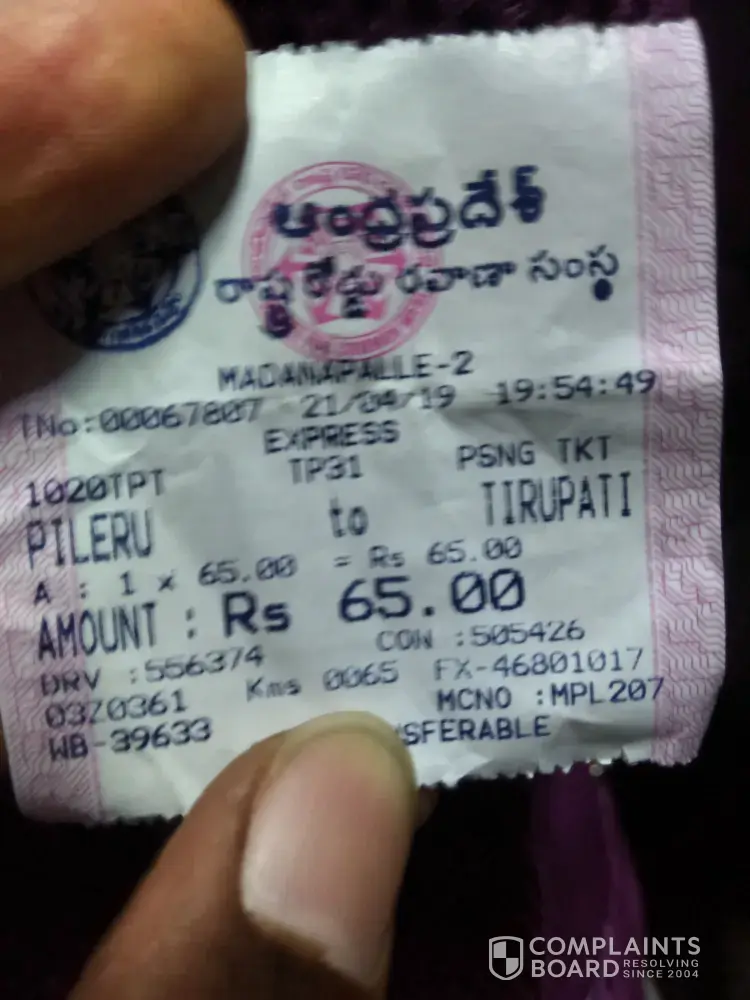 ఆంధ్రప్రదేశ్
రాష్ట్ర రోడ్డు రవాణా సంస్థ
MADANAPALLE-2
TNo:00067807 21/04/19 19:54:49
EXPRESS
1020TPT TP31 PSNG TKT
PILERU to TIRUPATI
A : 1 x 65.00 = Rs 65.00
AMOUNT : Rs 65.00
DRV :556374 CON :505426
03Z0361 Kms 0065 FX-46801017
WB-39633 MCNO :MPL207
SFERABLE
COMPLAINTS
BOARD RESOLVING
SINCE 2004